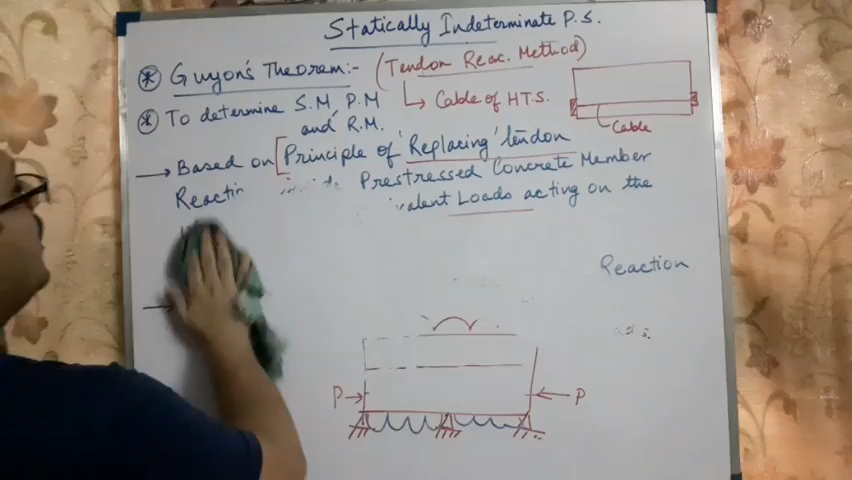 Statically Indeterminate P.S.
* Guyon's Theoram:- (Tendon Reac. Method)
* To determine S.M P.M
and R.M.
↳ Cable of H.T.S.
Cable
→ Based on [Principle of 'Replacing' tendon
Reactin Prestressed Concrete Member
Loads acting on the
Reaction
P P